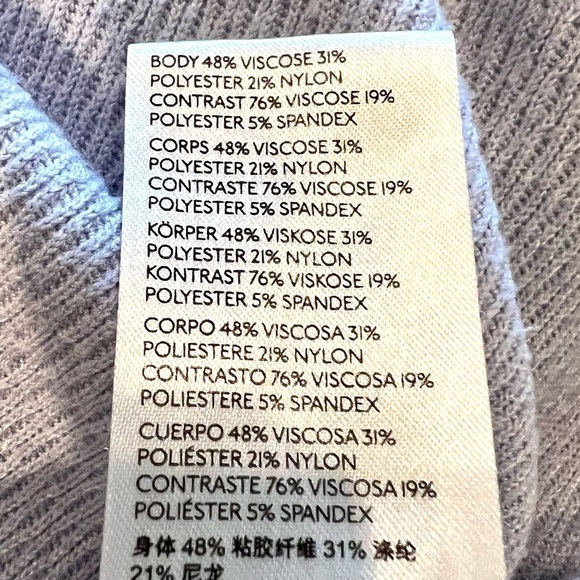 BODY 48% VISCOSE 31%
POLYESTER 21% NYLON
CONTRAST 76% VISCOSE 19%
POLYESTER 5% SPANDEX
CORPS 48% VISCOSE 31%
POLYESTER 21% NYLON
CONTRASTE 76% VISCOSE 19%
POLYESTER 5% SPANDEX
KÖRPER 48% VISKOSE 31%
POLYESTER 21% NYLON
KONTRAST 76% VISKOSE 19%
POLYESTER 5% SPANDEX
CORPO 48% VISCOSA 31%
POLIESTERE 21% NYLON
CONTRASTO 76% VISCOSA 19%
POLIESTERE 5% SPANDEX
CUERPO 48% VISCOSA 31%
POLIÉSTER 21% NYLON
CONTRASTE 76% VISCOSA 19%
POLIÉSTER 5% SPANDEX
身体 48% 粘胶纤维 31% 涤纶
21% 尼龙